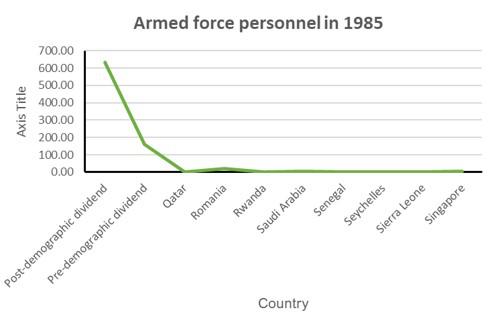 Armed force personnel in 1985
700.00
600.00
500.00
400.00
300.00
200.00
100.00
0.00
Axis Title
Post-demographic dividend
Pre-demographic dividend
Qatar
Romania
Rwanda
Saudi Arabia
Senegal
Seychelles
Sierra Leone
Singapore
Country